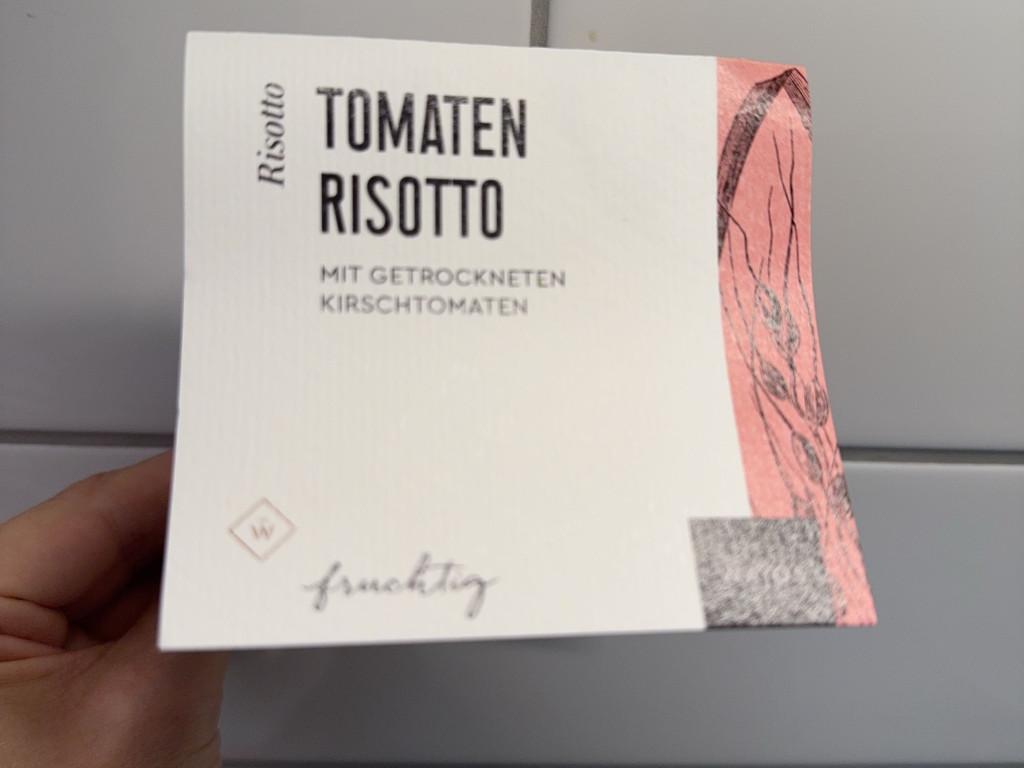 Risotto
TOMATEN
RISOTTO
MIT GETROCKNETEN
KIRSCHTOMATEN
W
fruchtig